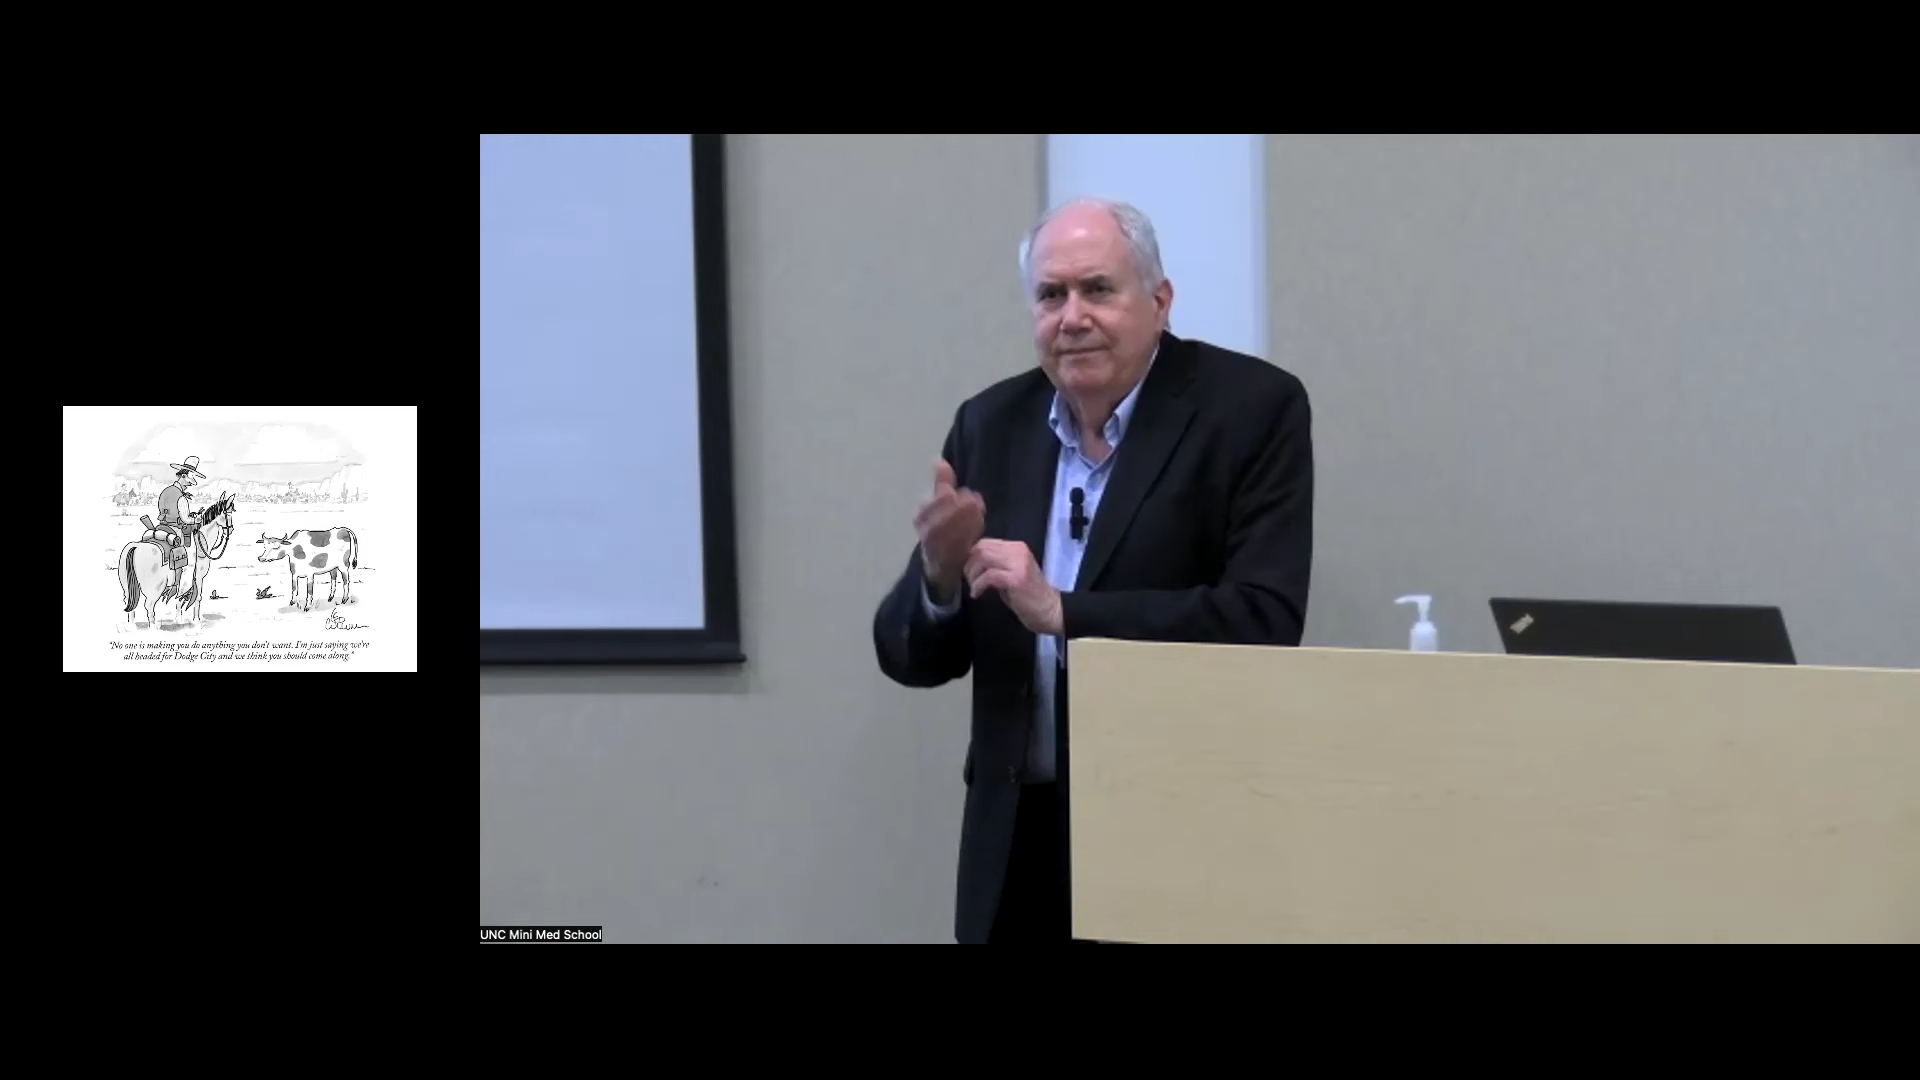 "No one is making you do anything you don't want. I'm just saying we're
all headed for Dodge City and we think you should come along."
UNC Mini Med School